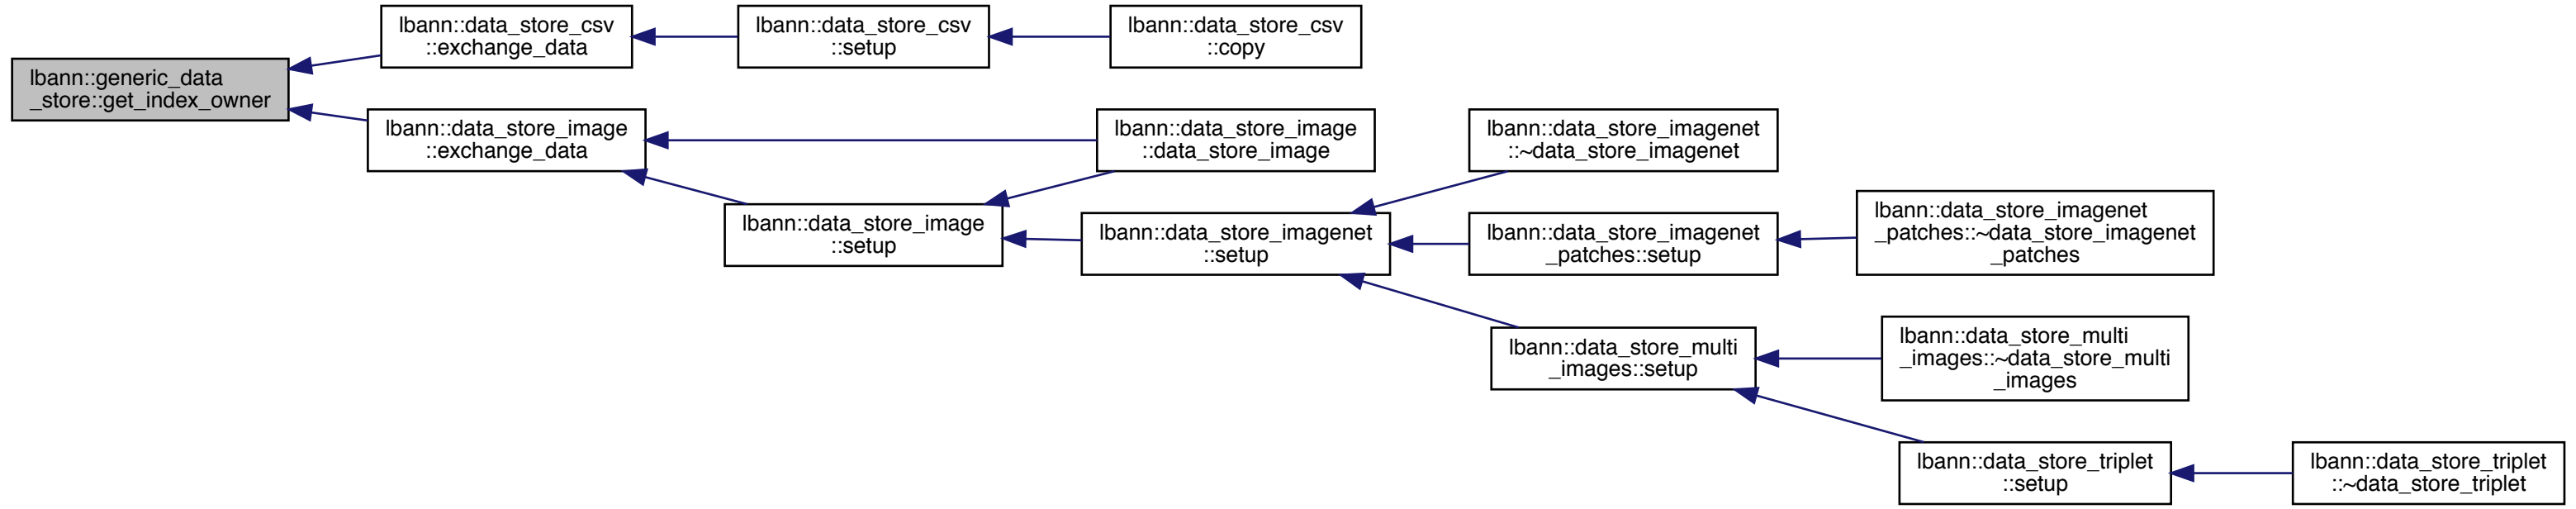 lbann::generic_data
_store::get_index_owner
lbann::data_store_csv
::exchange_data
lbann::data_store_csv
::setup
lbann::data_store_csv
::copy
lbann::data_store_image
::exchange_data
lbann::data_store_image
::data_store_image
lbann::data_store_image
::setup
lbann::data_store_imagenet
::setup
lbann::data_store_imagenet
::~data_store_imagenet
lbann::data_store_imagenet
_patches::setup
lbann::data_store_imagenet
_patches::~data_store_imagenet
_patches
lbann::data_store_multi
_images::setup
lbann::data_store_multi
_images::~data_store_multi
_images
lbann::data_store_triplet
::setup
lbann::data_store_triplet
::~data_store_triplet